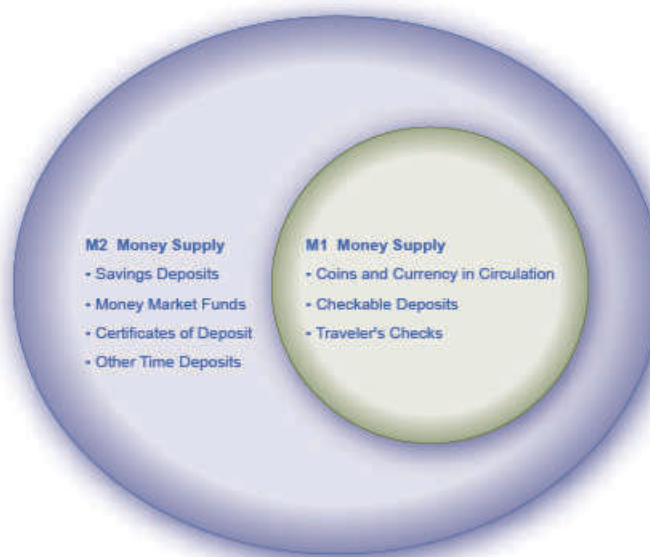 M2 Money Supply
- Savings Deposits
- Money Market Funds
- Certificates of Deposit
- Other Time Deposits
M1 Money Supply
- Coins and Currency in Circulation
- Checkable Deposits
- Traveler's Checks